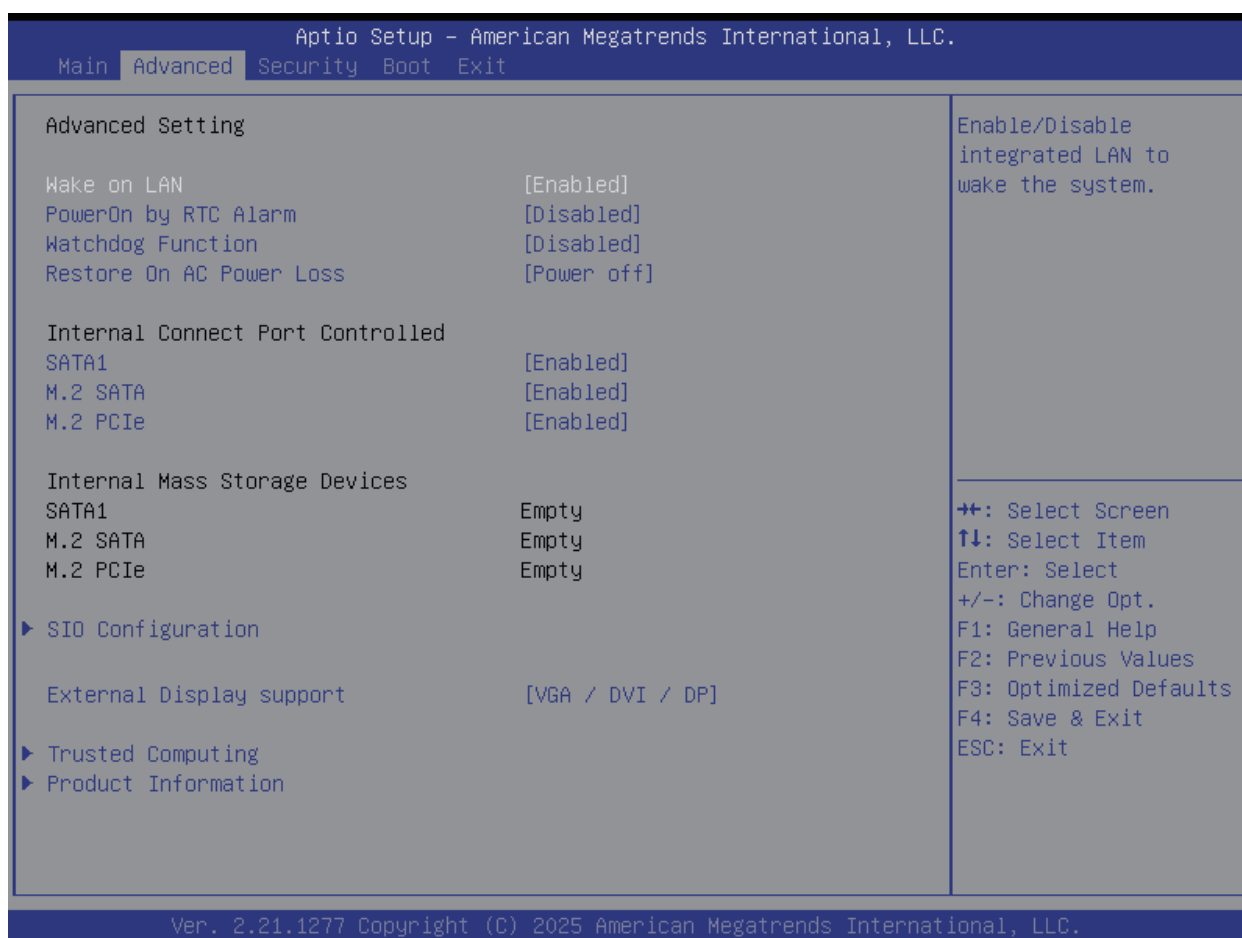 Aptio Setup – American Megatrends International, LLC.
Main Advanced Security Boot Exit
Advanced Setting
Wake on LAN [Enabled]
PowerOn by RTC Alarm [Disabled]
Watchdog Function [Disabled]
Restore On AC Power Loss [Power off]
Internal Connect Port Controlled
SATA1 [Enabled]
M.2 SATA [Enabled]
M.2 PCIe [Enabled]
Internal Mass Storage Devices
SATA1 Empty
M.2 SATA Empty
M.2 PCIe Empty
SIO Configuration
External Display support [VGA / DVI / DP]
Trusted Computing
Product Information
Enable/Disable
integrated LAN to
wake the system.
→←: Select Screen
↑↓: Select Item
Enter: Select
+/-: Change Opt.
F1: General Help
F2: Previous Values
F3: Optimized Defaults
F4: Save & Exit
ESC: Exit
Ver. 2.21.1277 Copyright (C) 2025 American Megatrends International, LLC.